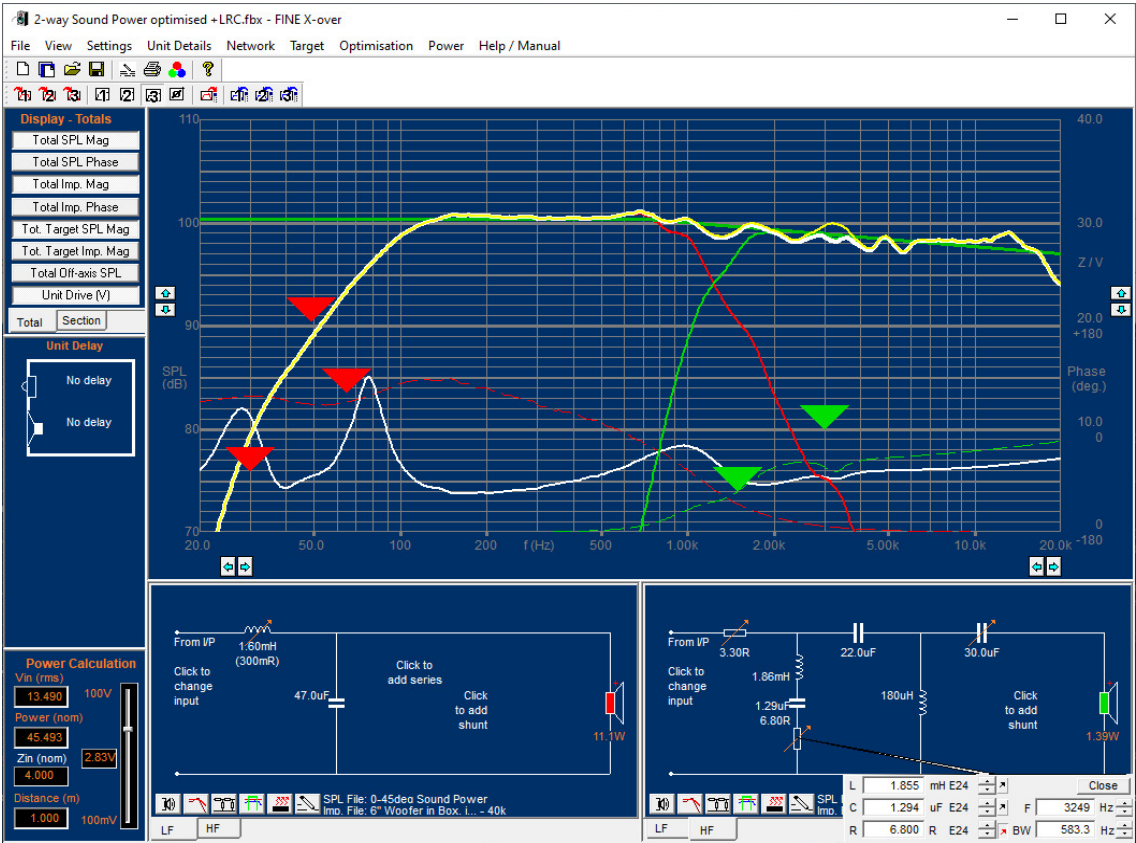 2-way Sound Power optimised +LRC.fbx - FINE X-over
File View Settings Unit Details Network Target Optimisation Power Help / Manual
Display - Totals
Total SPL Mag
Total SPL Phase
Total Imp. Mag
Total Imp. Phase
Tot. Target SPL Mag
Tot. Target Imp. Mag
Total Off-axis SPL
Unit Drive (V)
Total Section
Unit Delay
No delay
No delay
Power Calculation
Vin (rms)
13.490 100V
Power (nom)
45.493
Zin (nom) 2.83V
4.000
Distance (m)
1.000 100mV
110
100
90
SPL
(dB)
80
70
40.0
30.0
Z / V
20.0
+180
Phase
(deg.)
10.0
0
0
-180
20.0 50.0 100 200 f (Hz) 500 1.00k 2.00k 5.00k 10.0k 20.0k
From I/P
1.60mH
(300mR)
Click to
change
input
Click to
add series
47.0uF
Click
to add
shunt
11.1W
SPL File: 0-45deo Sound Power
Imp. File: 6" Woofer in Box. i... - 40k
LF HF
From I/P
3.30R
22.0uF
30.0uF
Click to
change
input
1.86mH
1.29uF
6.80R
180uH
Click
to add
shunt
1.39W
SPL
Imp.
LF HF
L 1.855 mH E24 Close
C 1.294 uF E24 F 3249 Hz
R 6.800 R E24 BW 583.3 Hz